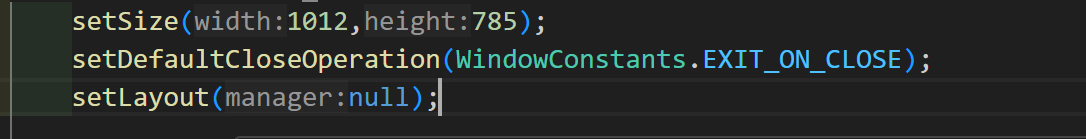 setSize(width:1012,height:785);
setDefaultCloseOperation(WindowConstants.EXIT_ON_CLOSE);
setLayout(manager:null);